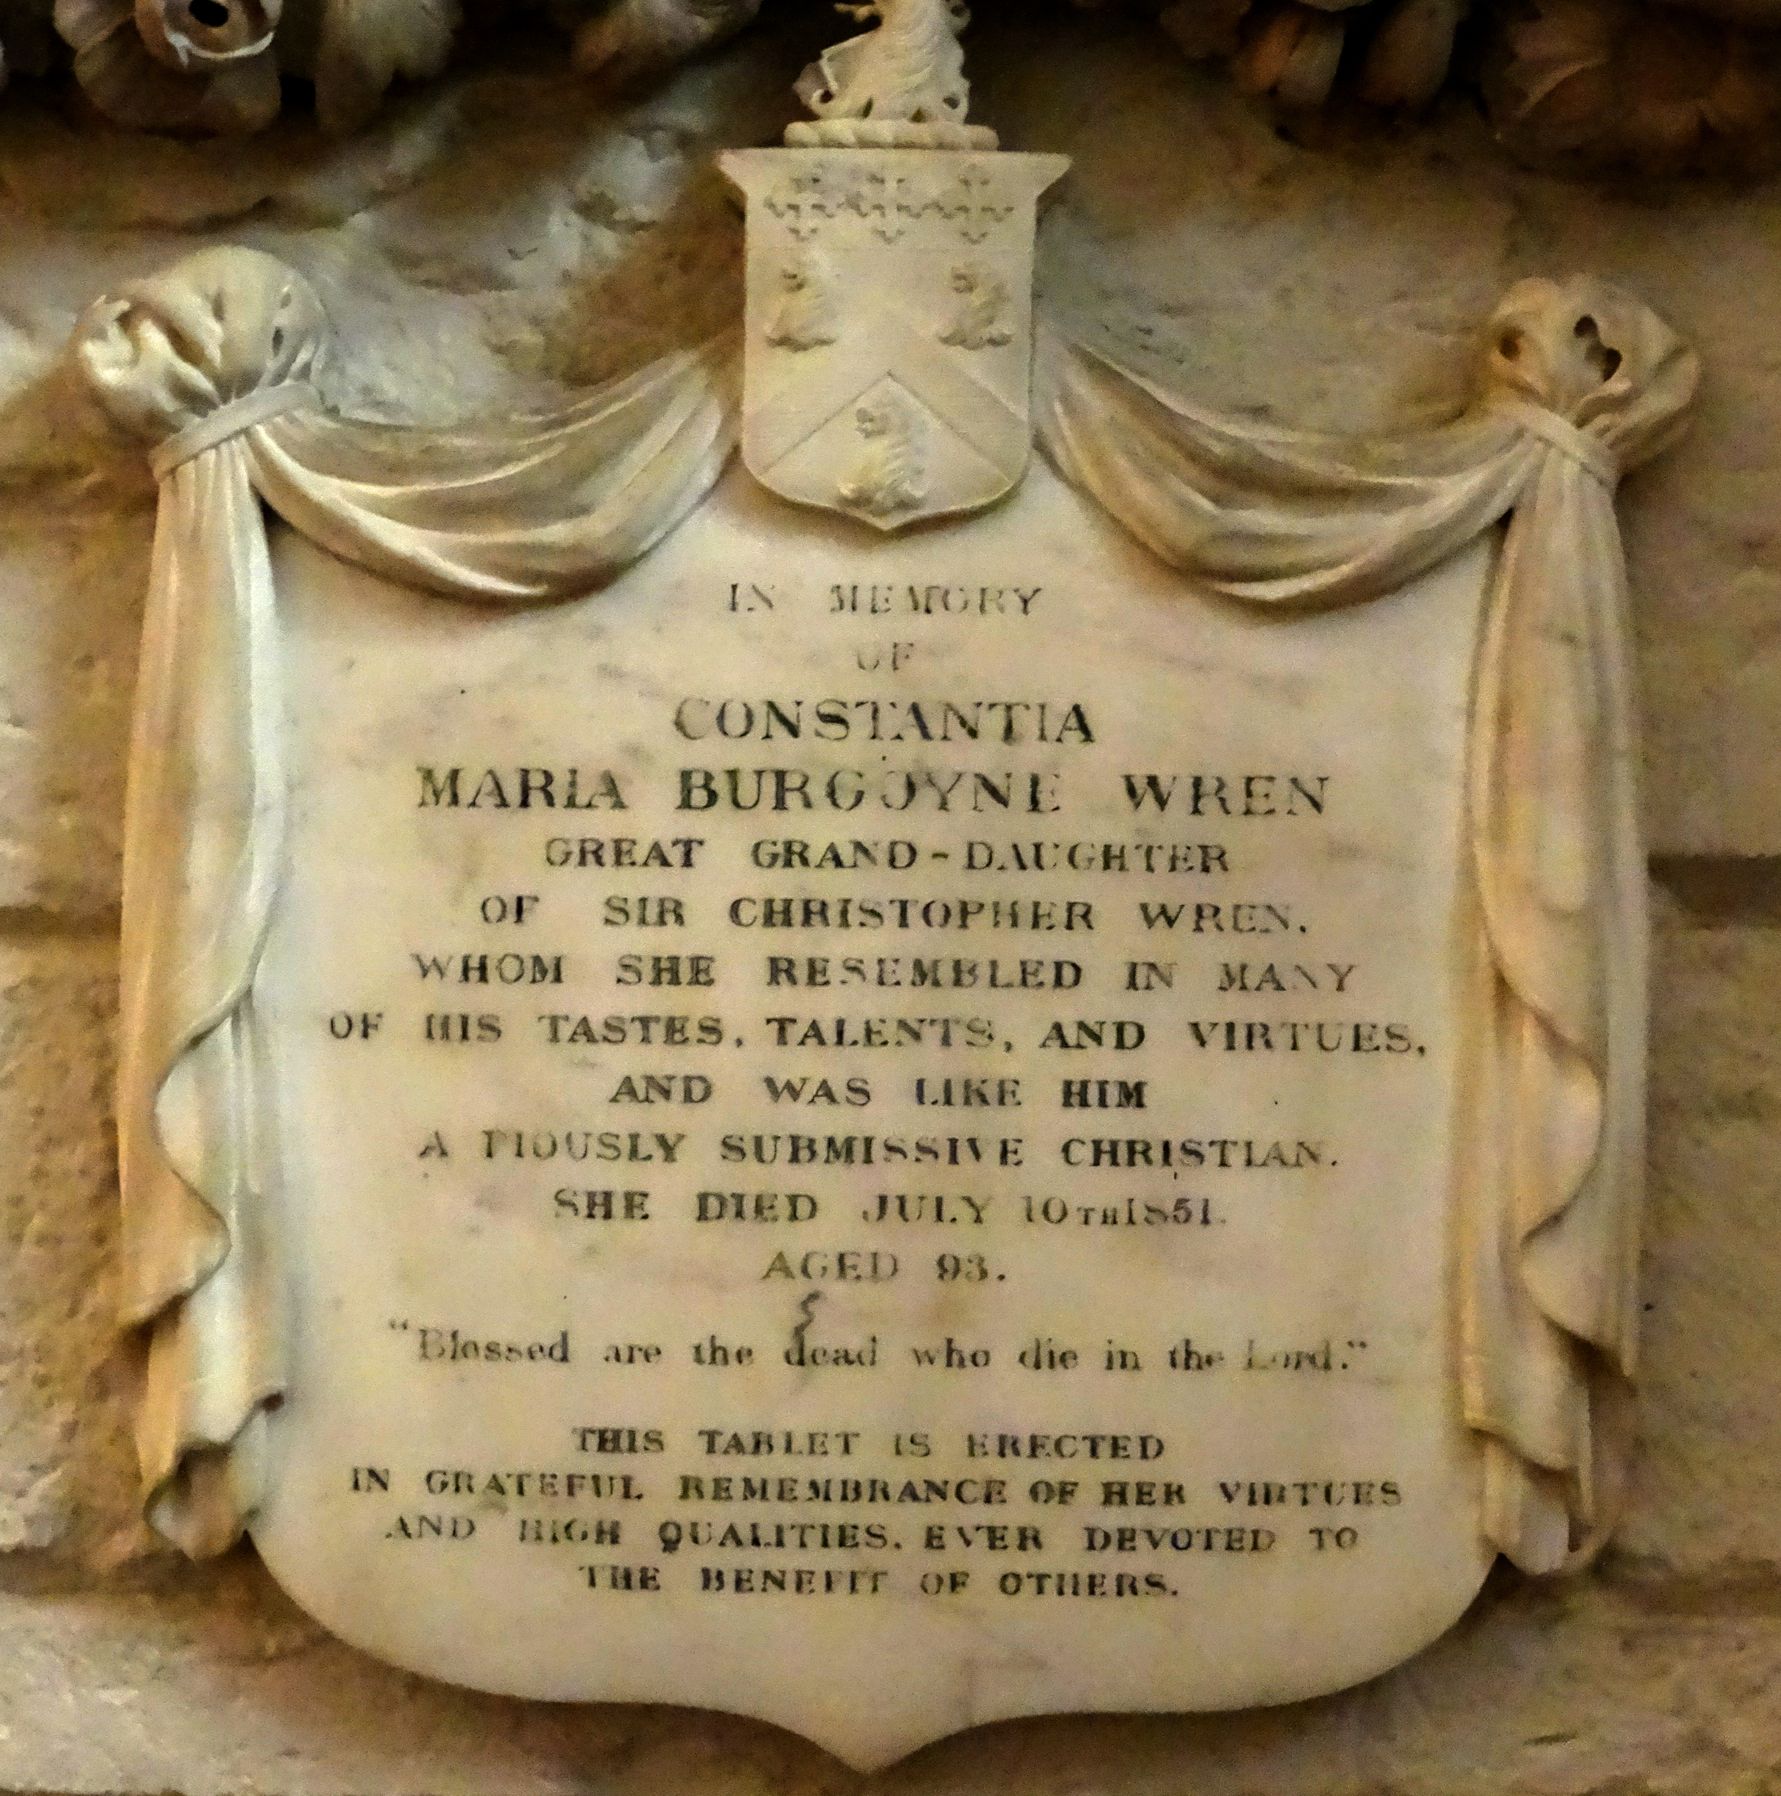 IN MEMORY
OF
CONSTANTIA
MARIA BURGOYNE WREN
GREAT GRAND-DAUGHTER
OF SIR CHRISTOPHER WREN.
WHOM SHE RESEMBLED IN MANY
OF HIS TASTES, TALENTS, AND VIRTUES,
AND WAS LIKE HIM
A PIOUSLY SUBMISSIVE CHRISTIAN.
SHE DIED JULY 10TH 1851.
AGED 93.
"Blessed are the dead who die in the Lord."
THIS TABLET IS ERECTED
IN GRATEFUL REMEMBRANCE OF HER VIRTUES
AND HIGH QUALITIES. EVER DEVOTED TO
THE BENEFIT OF OTHERS.